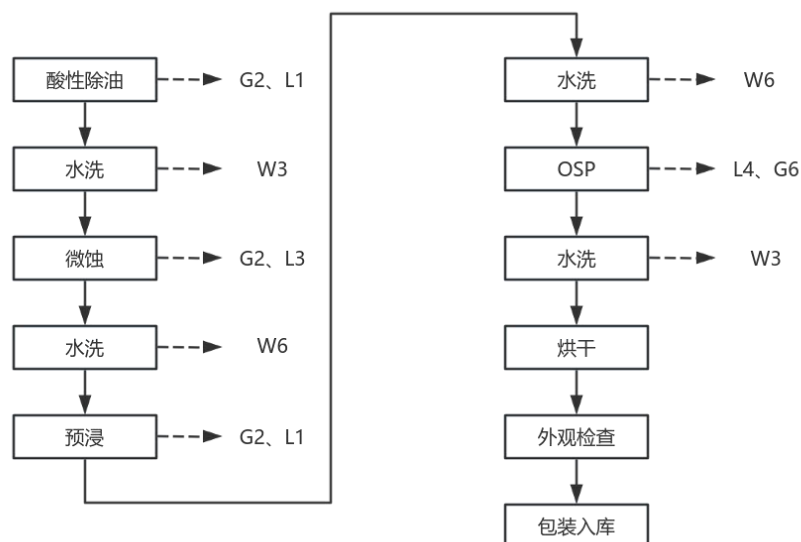 酸性除油
G2、L1
水洗
W3
微蚀
G2、L3
水洗
W6
预浸
G2、L1
水洗
W6
OSP
L4、G6
水洗
W3
烘干
外观检查
包装入库